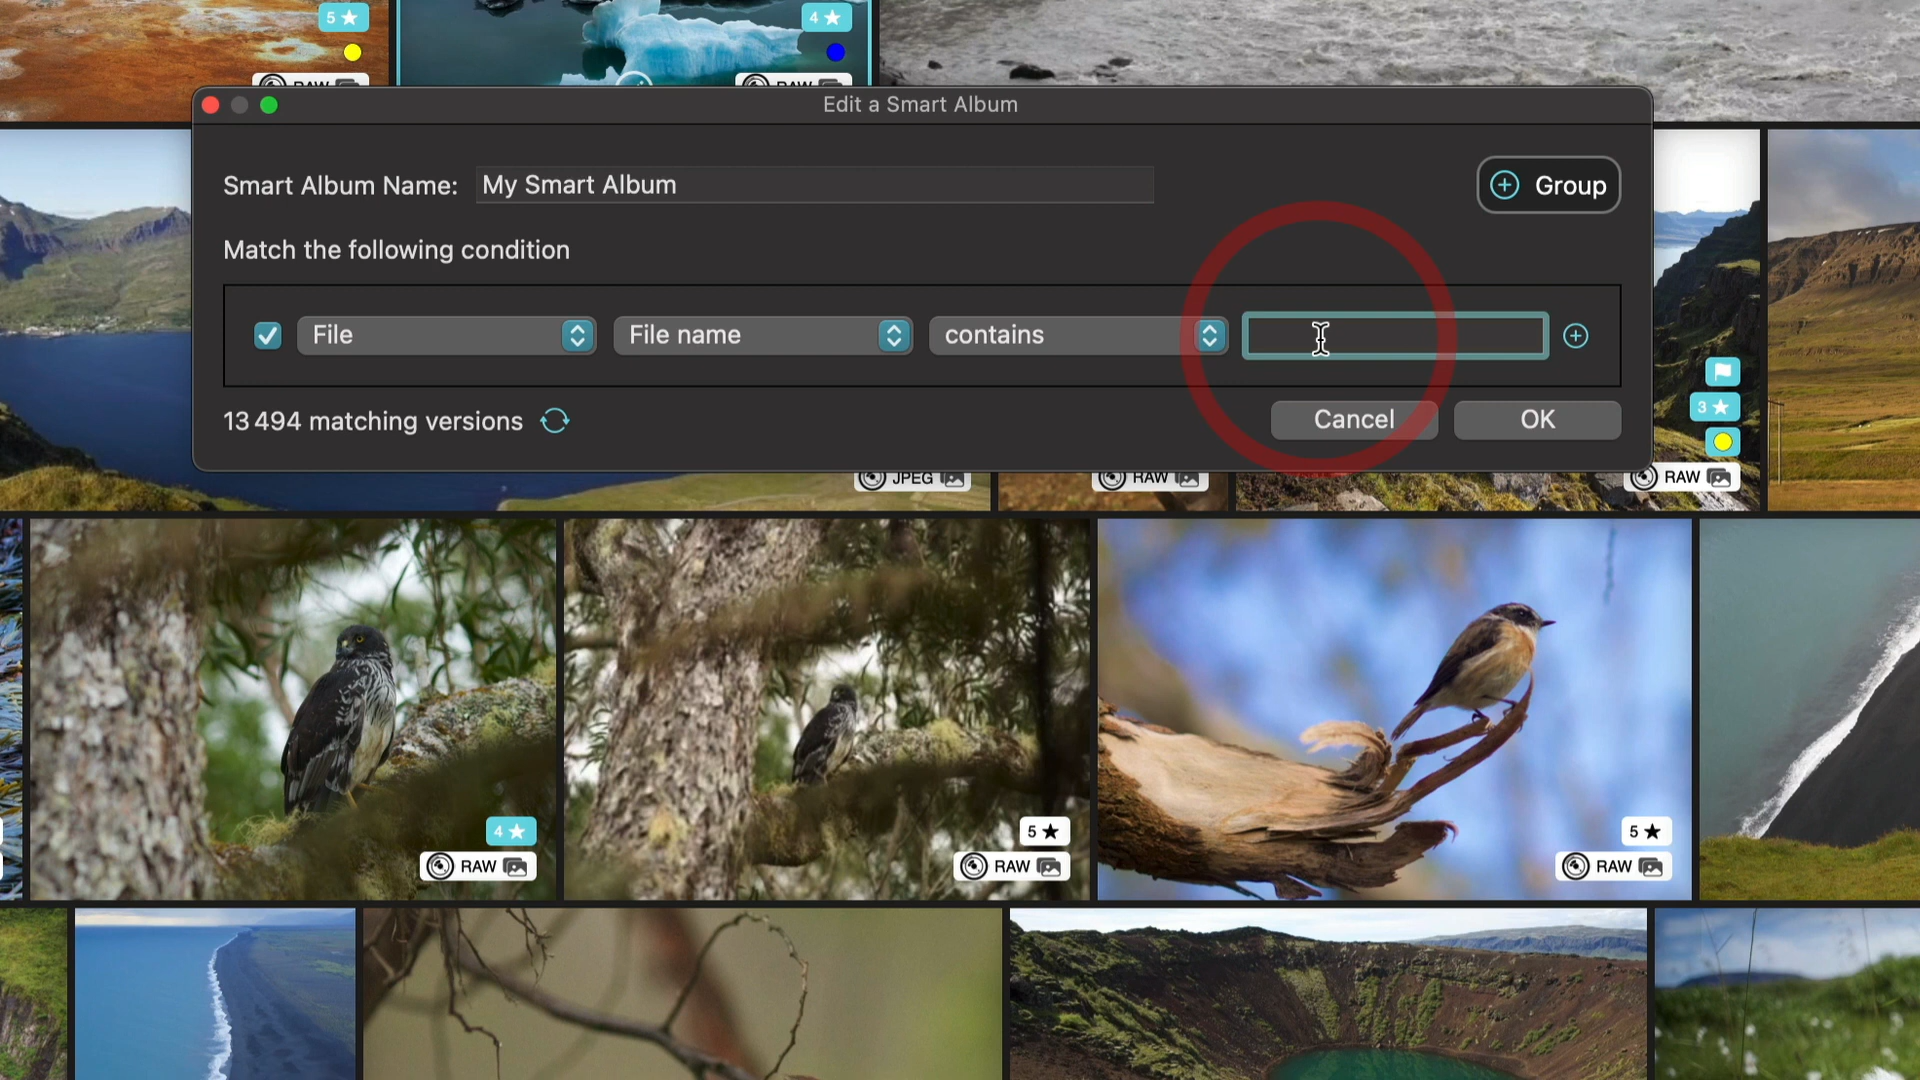 5 ★
4 ★
RAW
RAW
Edit a Smart Album
Smart Album Name: My Smart Album
Group
Match the following condition
File
File name
contains
13 494 matching versions
Cancel
OK
3 ★
JPEG
RAW
RAW
4 ★
5 ★
5 ★
RAW
RAW
RAW